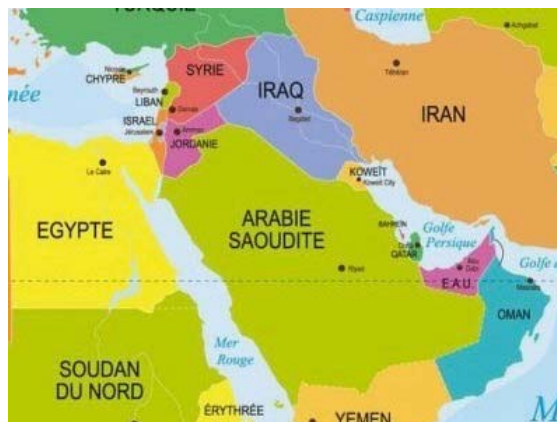 TURQUIE
Caspienne
Achgabat
Nicosie
CHYPRE
SYRIE
Téhéran
née
Beyrouth
LIBAN
Damas
IRAQ
Bagdad
IRAN
ISRAEL
Jérusalem
Amman
JORDANIE
Le Caire
KOWEÏT
Koweit City
EGYPTE
ARABIE
SAOUDITE
BAHREIN
Golfe
Persique
Doha
QATAR
Riyad
Abu
Dabi
E.A.U.
Golfe
Mascate
OMAN
Mer
Rouge
SOUDAN
DU NORD
ÉRYTHRÉE
YEMEN
M